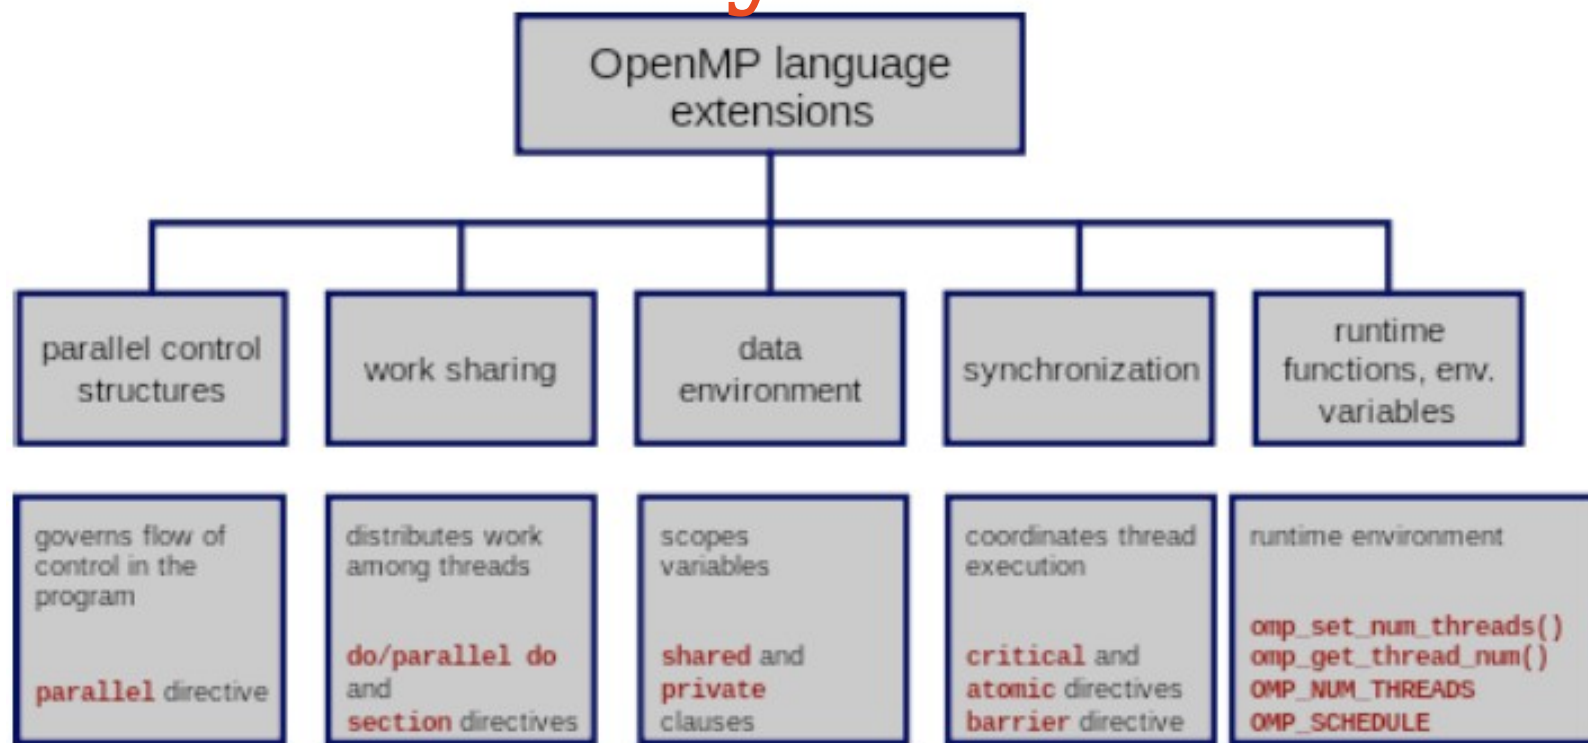 OpenMP language
extensions
parallel control
structures
work sharing
data
environment
synchronization
runtime
functions, env.
variables
governs flow of
control in the
program
parallel directive
distributes work
among threads
do/parallel do
and
section directives
scopes
variables
shared and
private
clauses
coordinates thread
execution
critical and
atomic directives
barrier directive
runtime environment
omp_set_num_threads()
omp_get_thread_num()
OMP_NUM_THREADS
OMP_SCHEDULE